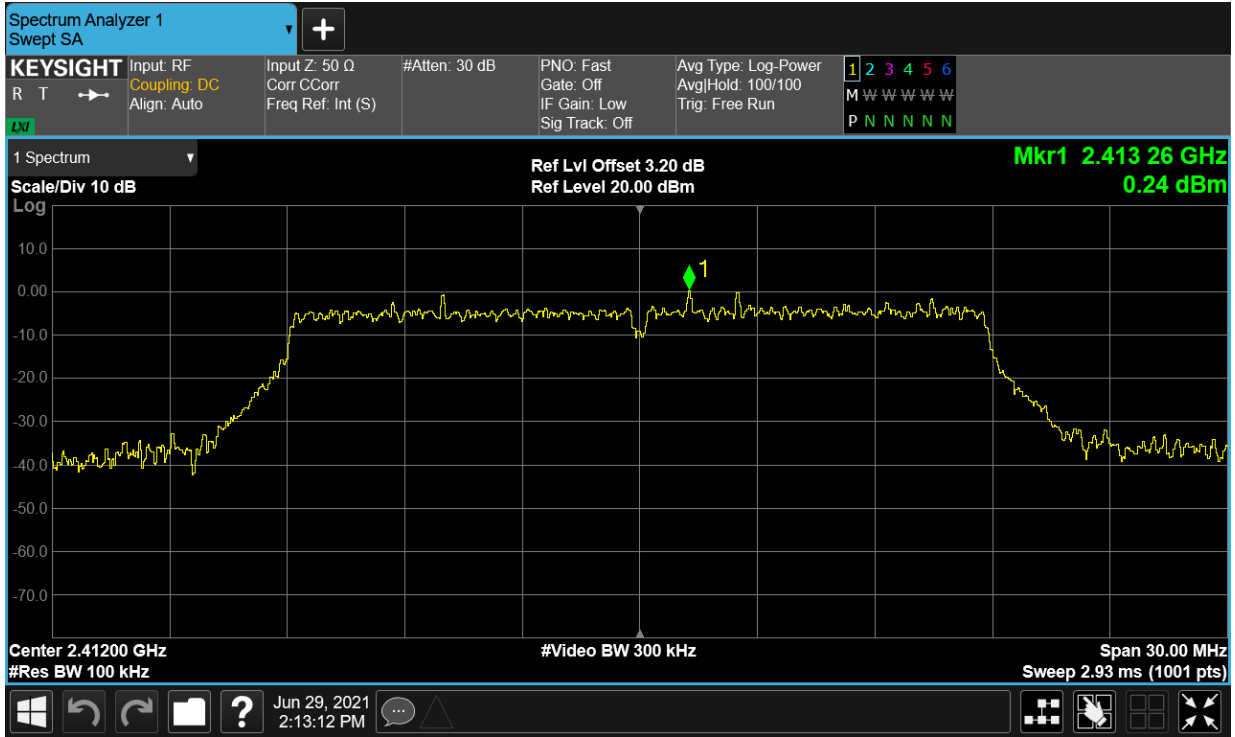 Spectrum Analyzer 1
Swept SA
KEYSIGHT
R T
LXI
Input: RF
Coupling: DC
Align: Auto
Input Z: 50 Ω
Corr CCorr
Freq Ref: Int (S)
#Atten: 30 dB
PNO: Fast
Gate: Off
IF Gain: Low
Sig Track: Off
Avg Type: Log-Power
Avg|Hold: 100/100
Trig: Free Run
1 2 3 4 5 6
M W W W W W
P N N N N N
1 Spectrum
Scale/Div 10 dB
Log
Ref Lvl Offset 3.20 dB
Ref Level 20.00 dBm
Mkr1 2.413 26 GHz
0.24 dBm
10.0
1
0.00
-10.0
-20.0
-30.0
-40.0
-50.0
-60.0
-70.0
Center 2.41200 GHz
#Res BW 100 kHz
#Video BW 300 kHz
Span 30.00 MHz
Sweep 2.93 ms (1001 pts)
?
Jun 29, 2021
2:13:12 PM